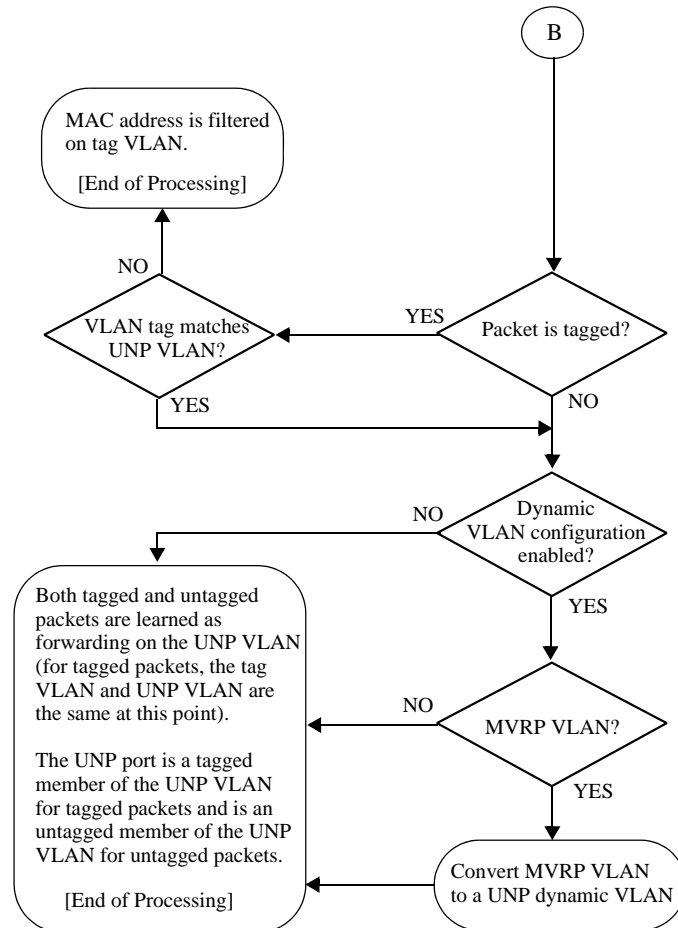 B
MAC address is filtered
on tag VLAN.
[End of Processing]
NO
YES
VLAN tag matches
UNP VLAN?
Packet is tagged?
YES
NO
Dynamic
VLAN configuration
enabled?
NO
YES
Both tagged and untagged
packets are learned as
forwarding on the UNP VLAN
(for tagged packets, the tag
VLAN and UNP VLAN are
the same at this point).
The UNP port is a tagged
member of the UNP VLAN
for tagged packets and is an
untagged member of the UNP
VLAN for untagged packets.
[End of Processing]
NO
MVRP VLAN?
YES
Convert MVRP VLAN
to a UNP dynamic VLAN